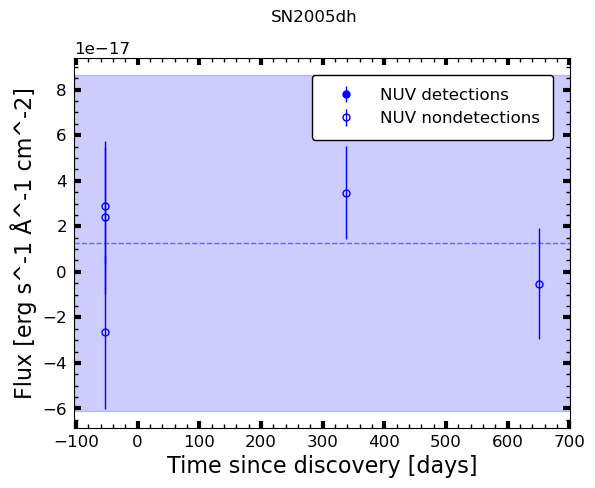 SN2005dh
1e−17
NUV detections
NUV nondetections
8
6
4
2
0
−2
−4
−6
Flux [erg s^-1 Å^-1 cm^-2]
−100 0 100 200 300 400 500 600 700
Time since discovery [days]